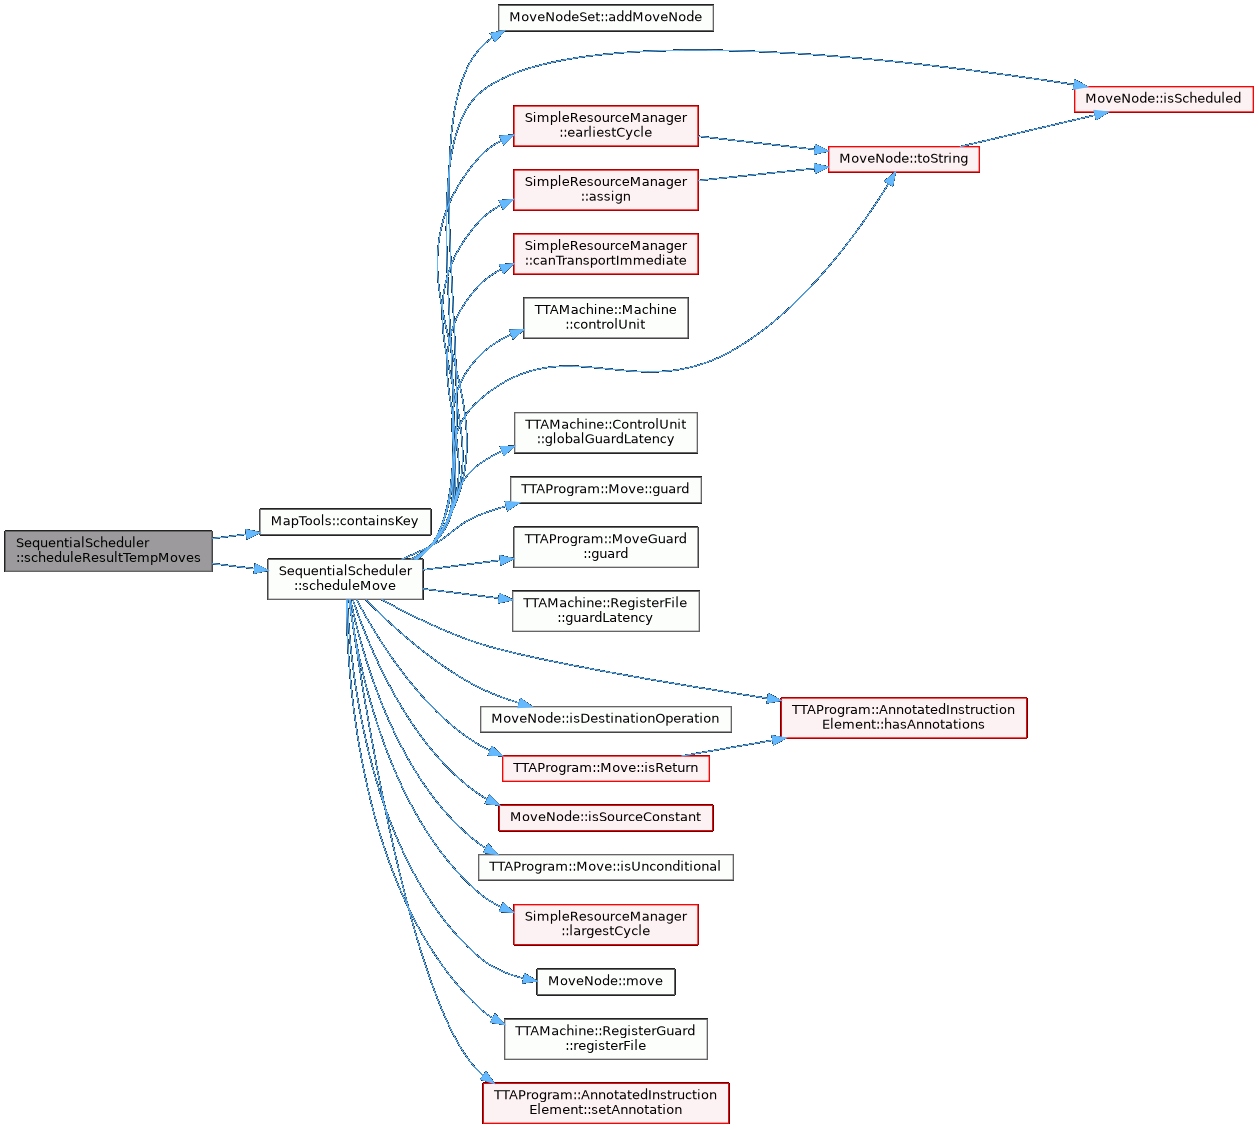 MoveNodeSet::addMoveNode
MoveNode::isScheduled
SimpleResourceManager
::earliestCycle
MoveNode::toString
SimpleResourceManager
::assign
SimpleResourceManager
::canTransportImmediate
TTAMachine::Machine
::controlUnit
TTAMachine::ControlUnit
::globalGuardLatency
TTAProgram::Move::guard
MapTools::containsKey
SequentialScheduler
::scheduleResultTempMoves
TTAProgram::MoveGuard
::guard
SequentialScheduler
::scheduleMove
TTAMachine::RegisterFile
::guardLatency
MoveNode::isDestinationOperation
TTAProgram::AnnotatedInstruction
Element::hasAnnotations
TTAProgram::Move::isReturn
MoveNode::isSourceConstant
TTAProgram::Move::isUnconditional
SimpleResourceManager
::largestCycle
MoveNode::move
TTAMachine::RegisterGuard
::registerFile
TTAProgram::AnnotatedInstruction
Element::setAnnotation